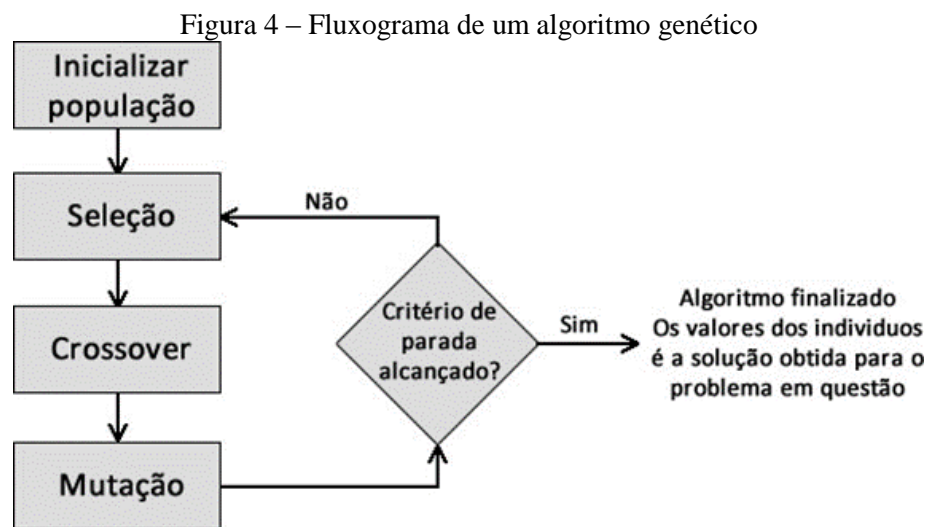 Figura 4 – Fluxograma de um algoritmo genético
Inicializar
população
Seleção
Crossover
Mutação
Não
Critério de
parada
alcançado?
Sim
Algoritmo finalizado
Os valores dos individuos
é a solução obtida para o
problema em questão